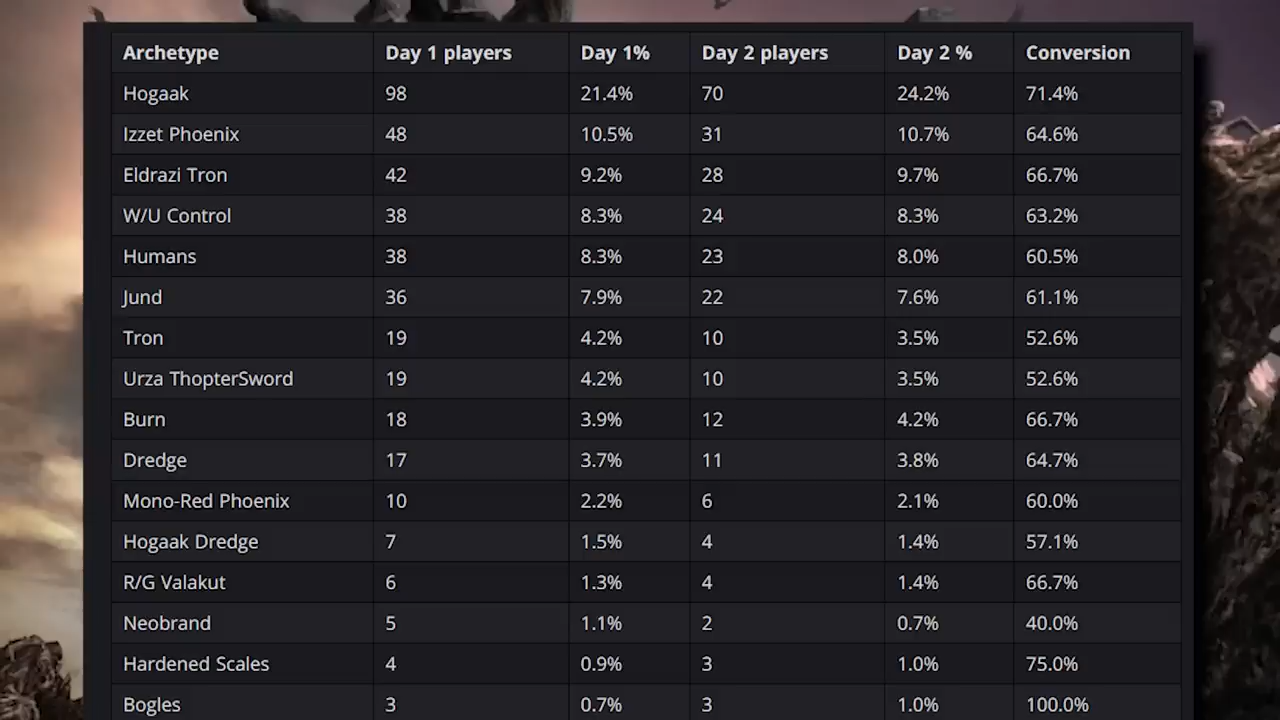 Archetype Day 1 players Day 1% Day 2 players Day 2 % Conversion
Hogaak 98 21.4% 70 24.2% 71.4%
Izzet Phoenix 48 10.5% 31 10.7% 64.6%
Eldrazi Tron 42 9.2% 28 9.7% 66.7%
W/U Control 38 8.3% 24 8.3% 63.2%
Humans 38 8.3% 23 8.0% 60.5%
Jund 36 7.9% 22 7.6% 61.1%
Tron 19 4.2% 10 3.5% 52.6%
Urza ThopterSword 19 4.2% 10 3.5% 52.6%
Burn 18 3.9% 12 4.2% 66.7%
Dredge 17 3.7% 11 3.8% 64.7%
Mono-Red Phoenix 10 2.2% 6 2.1% 60.0%
Hogaak Dredge 7 1.5% 4 1.4% 57.1%
R/G Valakut 6 1.3% 4 1.4% 66.7%
Neobrand 5 1.1% 2 0.7% 40.0%
Hardened Scales 4 0.9% 3 1.0% 75.0%
Bogles 3 0.7% 3 1.0% 100.0%